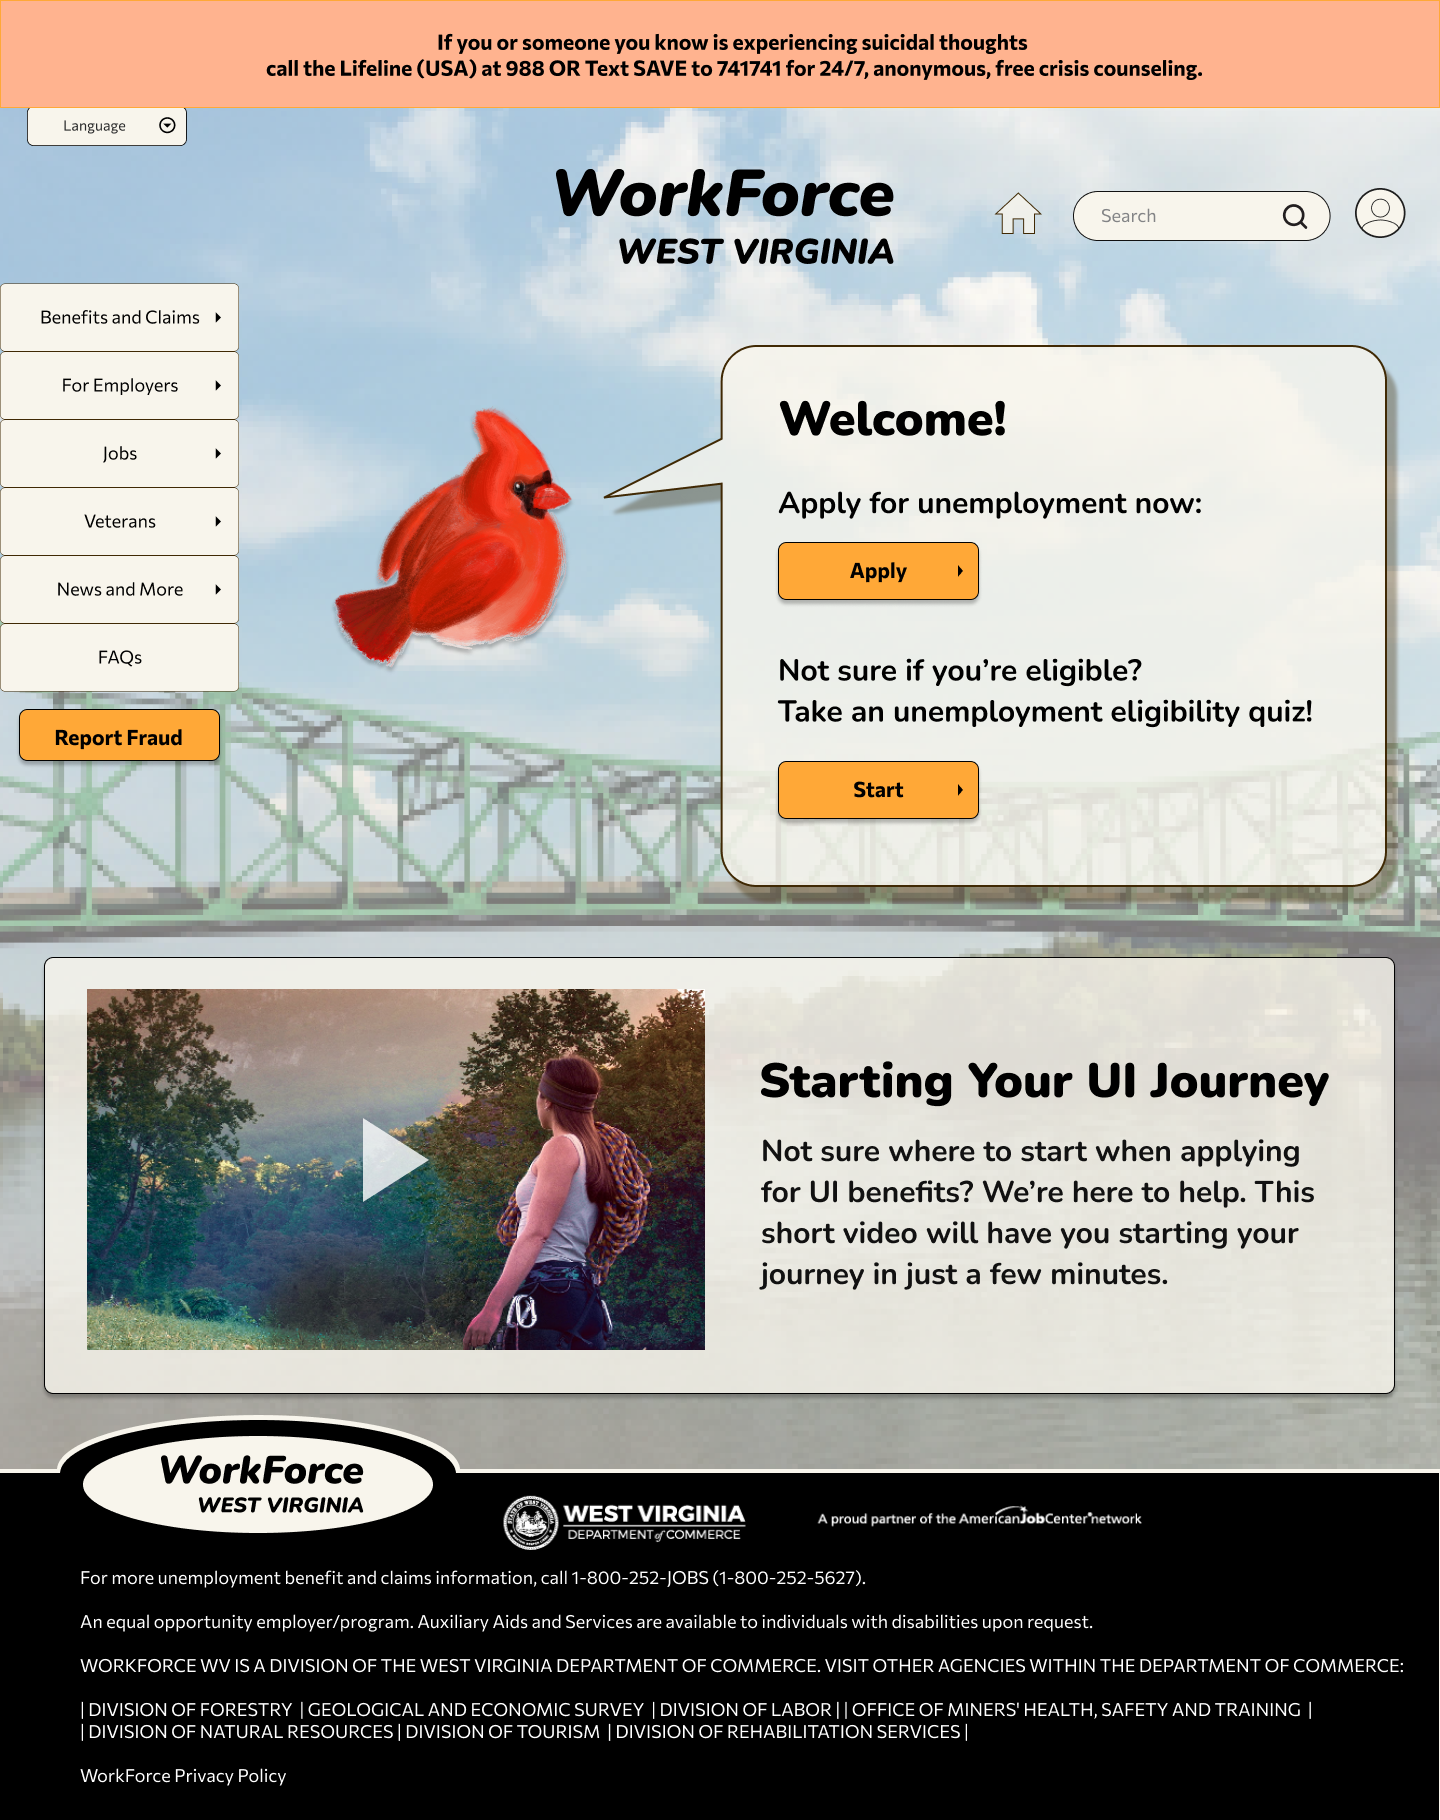 If you or someone you know is experiencing suicidal thoughts
call the Lifeline (USA) at 988 OR Text SAVE to 741741 for 24/7, anonymous, free crisis counseling.
Language
WorkForce
WEST VIRGINIA
Search
Benefits and Claims
For Employers
Jobs
Veterans
News and More
FAQs
Report Fraud
Welcome!
Apply for unemployment now:
Apply
Not sure if you’re eligible?
Take an unemployment eligibility quiz!
Start
Starting Your UI Journey
Not sure where to start when applying
for UI benefits? We’re here to help. This
short video will have you starting your
journey in just a few minutes.
WorkForce
WEST VIRGINIA
WEST VIRGINIA
DEPARTMENT of COMMERCE
A proud partner of the AmericanJobCenter®network
For more unemployment benefit and claims information, call 1-800-252-JOBS (1-800-252-5627).
An equal opportunity employer/program. Auxiliary Aids and Services are available to individuals with disabilities upon request.
WORKFORCE WV IS A DIVISION OF THE WEST VIRGINIA DEPARTMENT OF COMMERCE. VISIT OTHER AGENCIES WITHIN THE DEPARTMENT OF COMMERCE:
| DIVISION OF FORESTRY | GEOLOGICAL AND ECONOMIC SURVEY | DIVISION OF LABOR | | OFFICE OF MINERS' HEALTH, SAFETY AND TRAINING |
| DIVISION OF NATURAL RESOURCES | DIVISION OF TOURISM | DIVISION OF REHABILITATION SERVICES |
WorkForce Privacy Policy